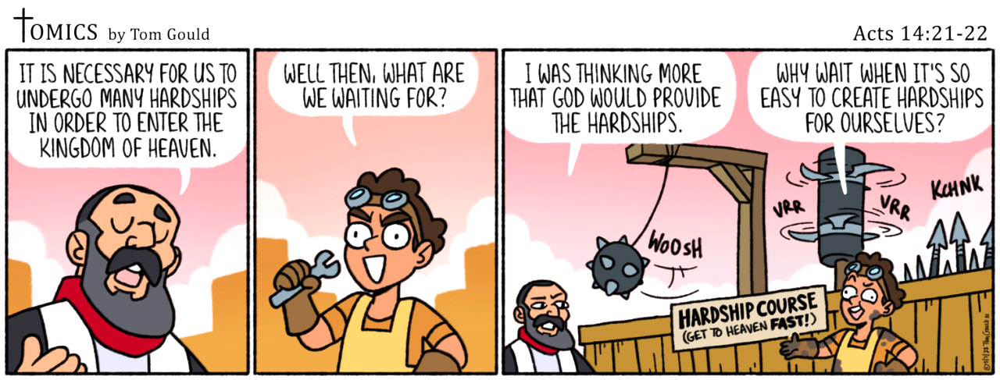 TOMICS by Tom Gould
Acts 14:21-22
IT IS NECESSARY FOR US TO
UNDERGO MANY HARDSHIPS
IN ORDER TO ENTER THE
KINGDOM OF HEAVEN.
WELL THEN, WHAT ARE
WE WAITING FOR?
I WAS THINKING MORE
THAT GOD WOULD PROVIDE
THE HARDSHIPS.
WHY WAIT WHEN IT'S SO
EASY TO CREATE HARDSHIPS
FOR OURSELVES?
WOOSH
VRR
VRR
KCHNK
HARDSHIP COURSE
(GET TO HEAVEN FAST!)